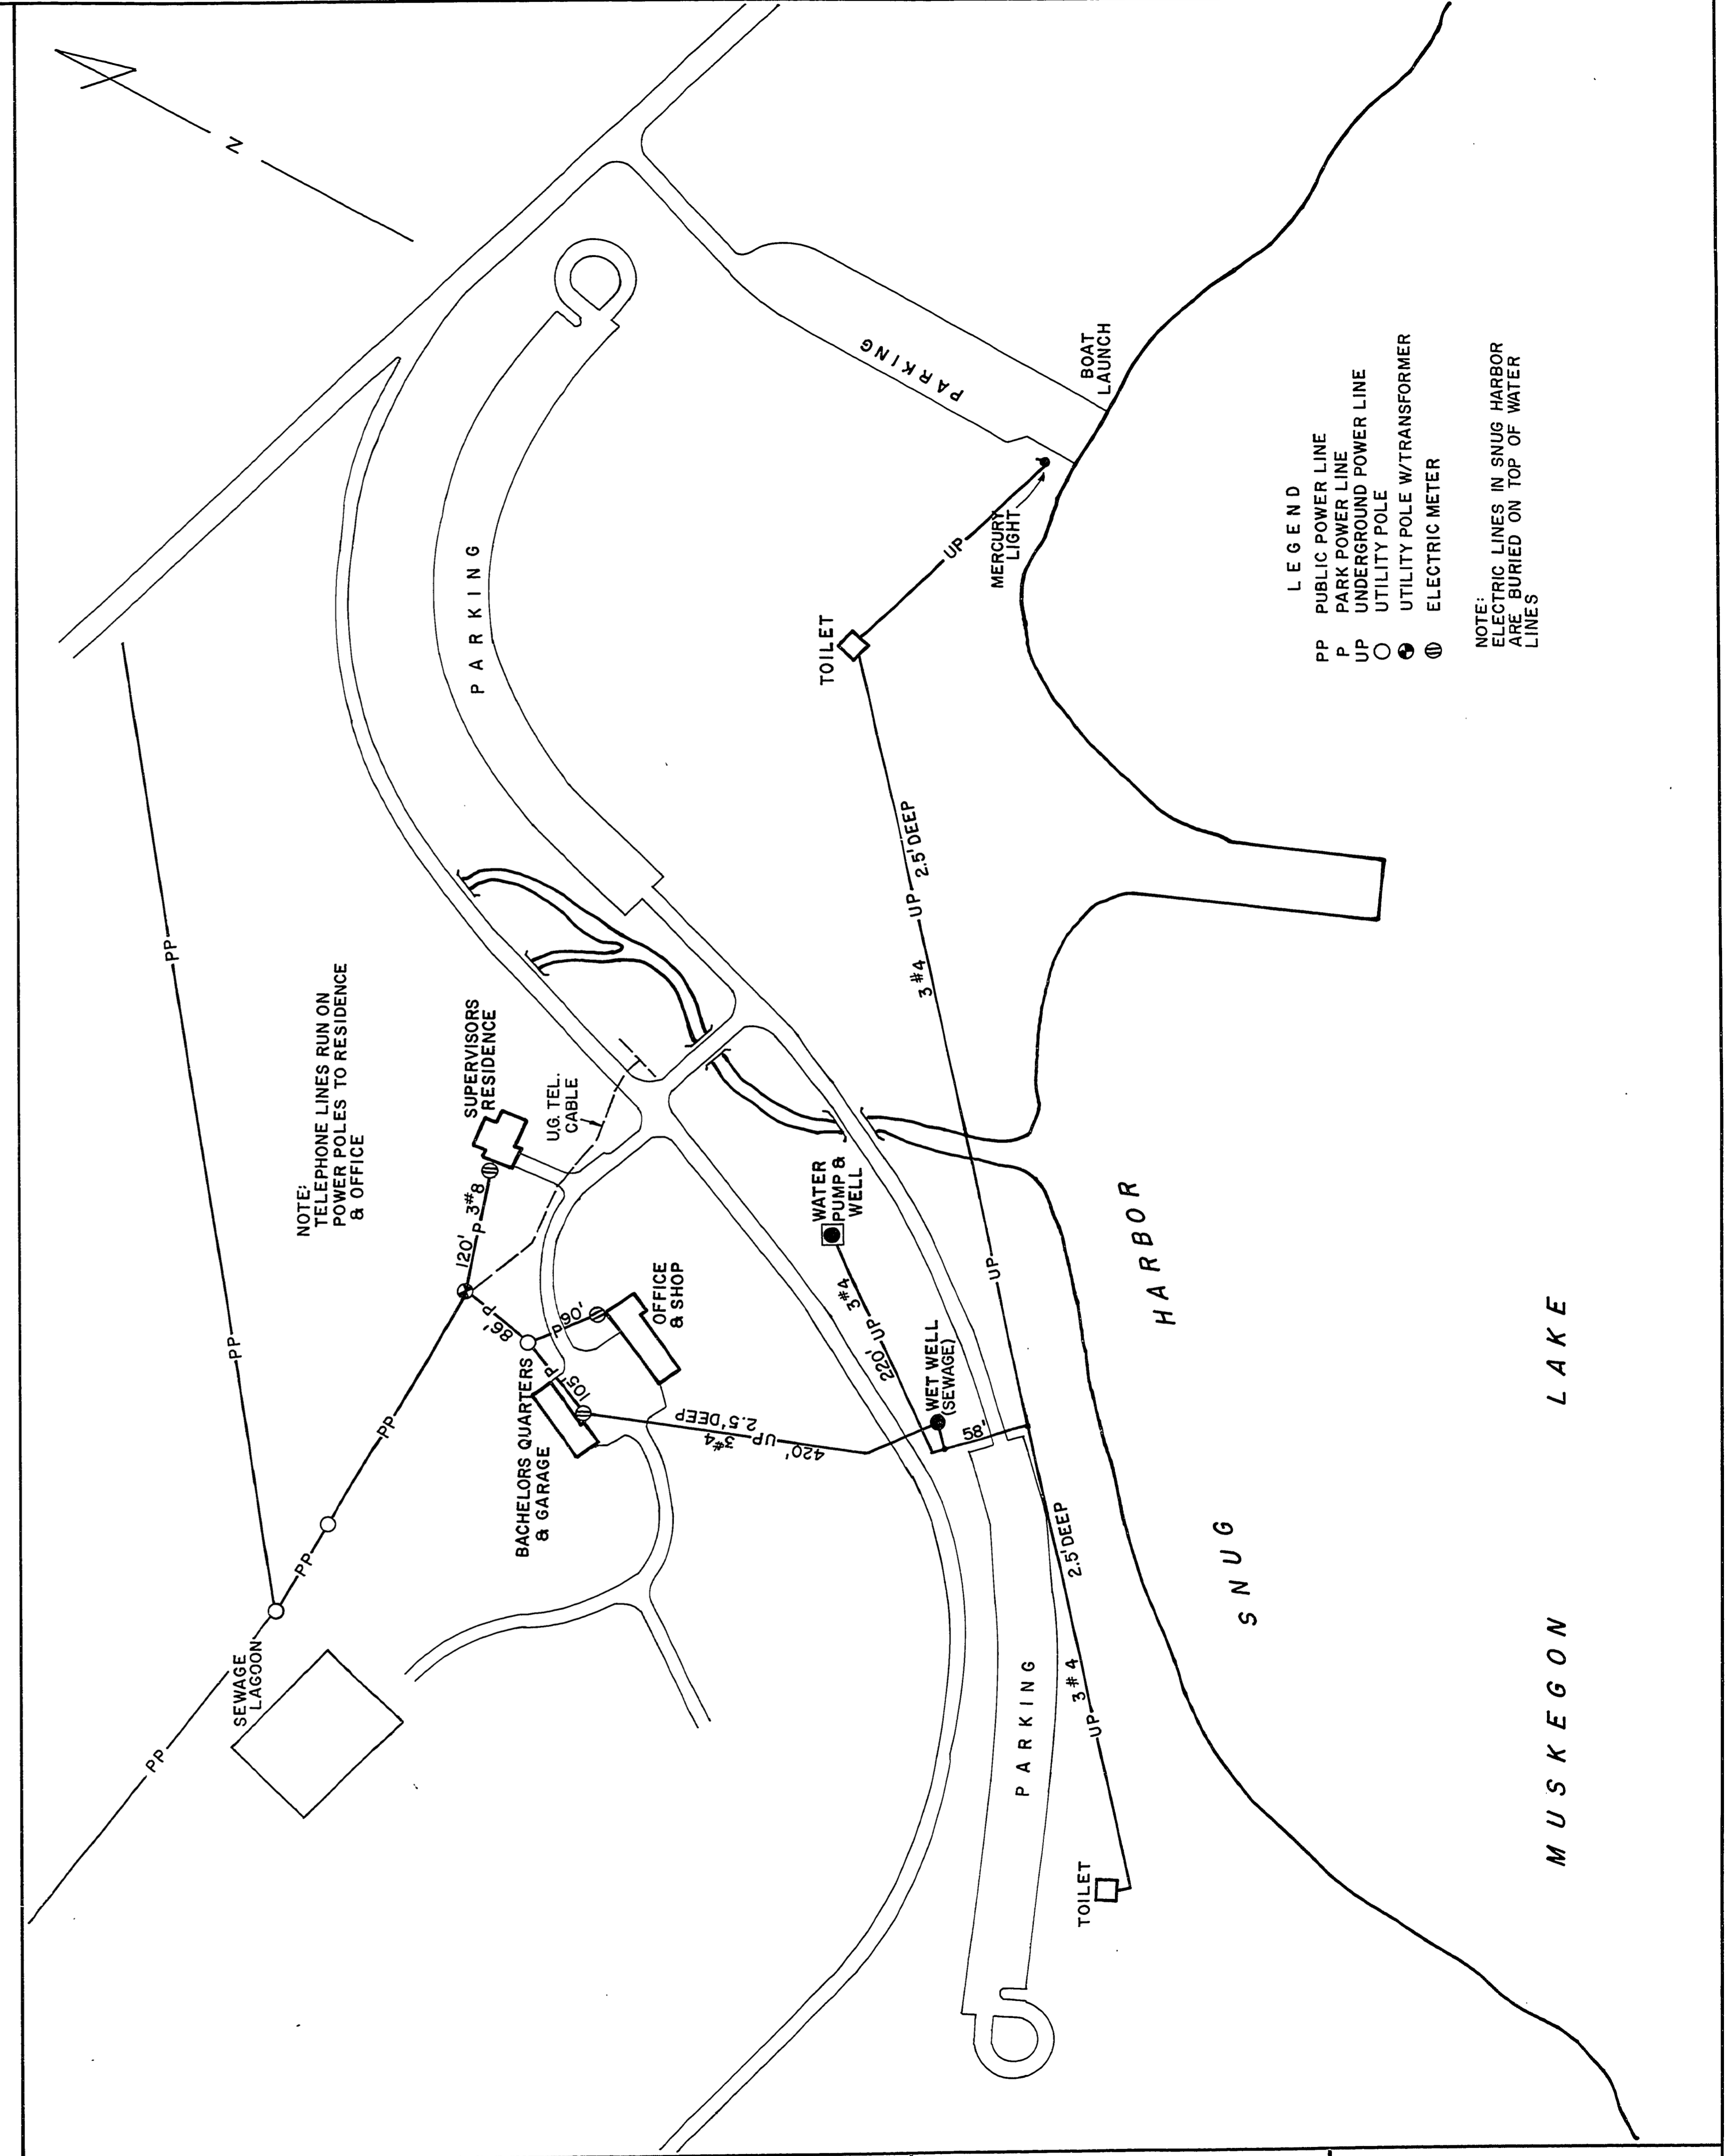 N
PP
PP
PP
PP
PP
NOTE:
TELEPHONE LINES RUN ON
POWER POLES TO RESIDENCE
& OFFICE
SEWAGE
LAGOON
SUPERVISORS
RESIDENCE
120' P 3#8
U.G. TEL.
CABLE
86' P
P 90'
105' P
OFFICE
& SHOP
BACHELORS QUARTERS
& GARAGE
420' UP 2.5' DEEP
3#4
WATER
PUMP &
WELL
220' UP 3#4
WET WELL
(SEWAGE)
58'
PARKING
PARKING
PARKING
BOAT
LAUNCH
MERCURY
LIGHT
UP
TOILET
3#4 UP 2.5' DEEP
UP
UP 3#4 2.5' DEEP
TOILET
SNUG HARBOR
MUSKEGON LAKE
LEGEND
PP PUBLIC POWER LINE
P PARK POWER LINE
UP UNDERGROUND POWER LINE
UTILITY POLE
UTILITY POLE W/TRANSFORMER
ELECTRIC METER
NOTE:
ELECTRIC LINES IN SNUG HARBOR
ARE BURIED ON TOP OF WATER
LINES